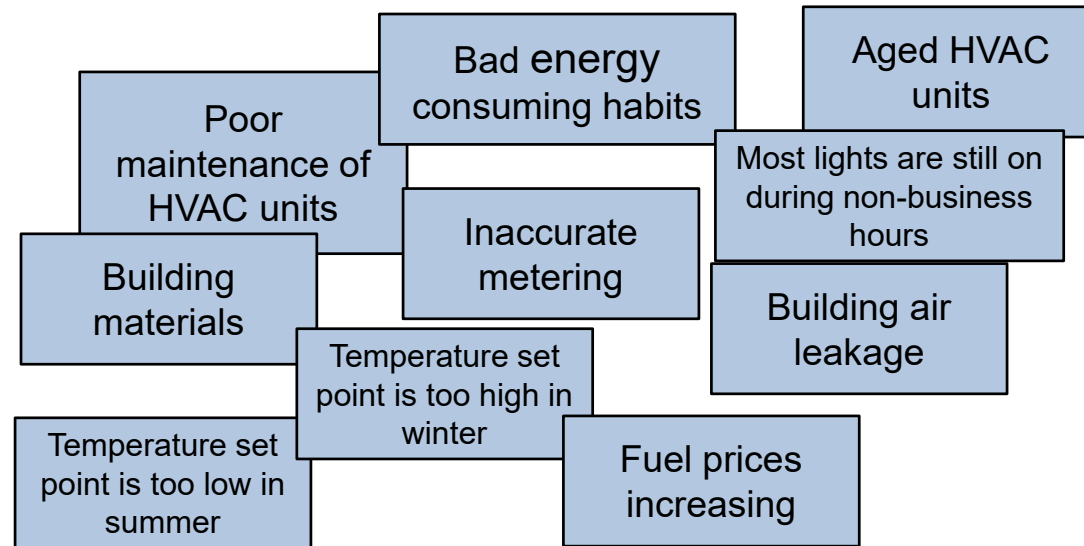 Bad energy
consuming habits
Aged HVAC
units
Poor
maintenance of
HVAC units
Most lights are still on
during non-business
hours
Inaccurate
metering
Building
materials
Building air
leakage
Temperature set
point is too high in
winter
Temperature set
point is too low in
summer
Fuel prices
increasing